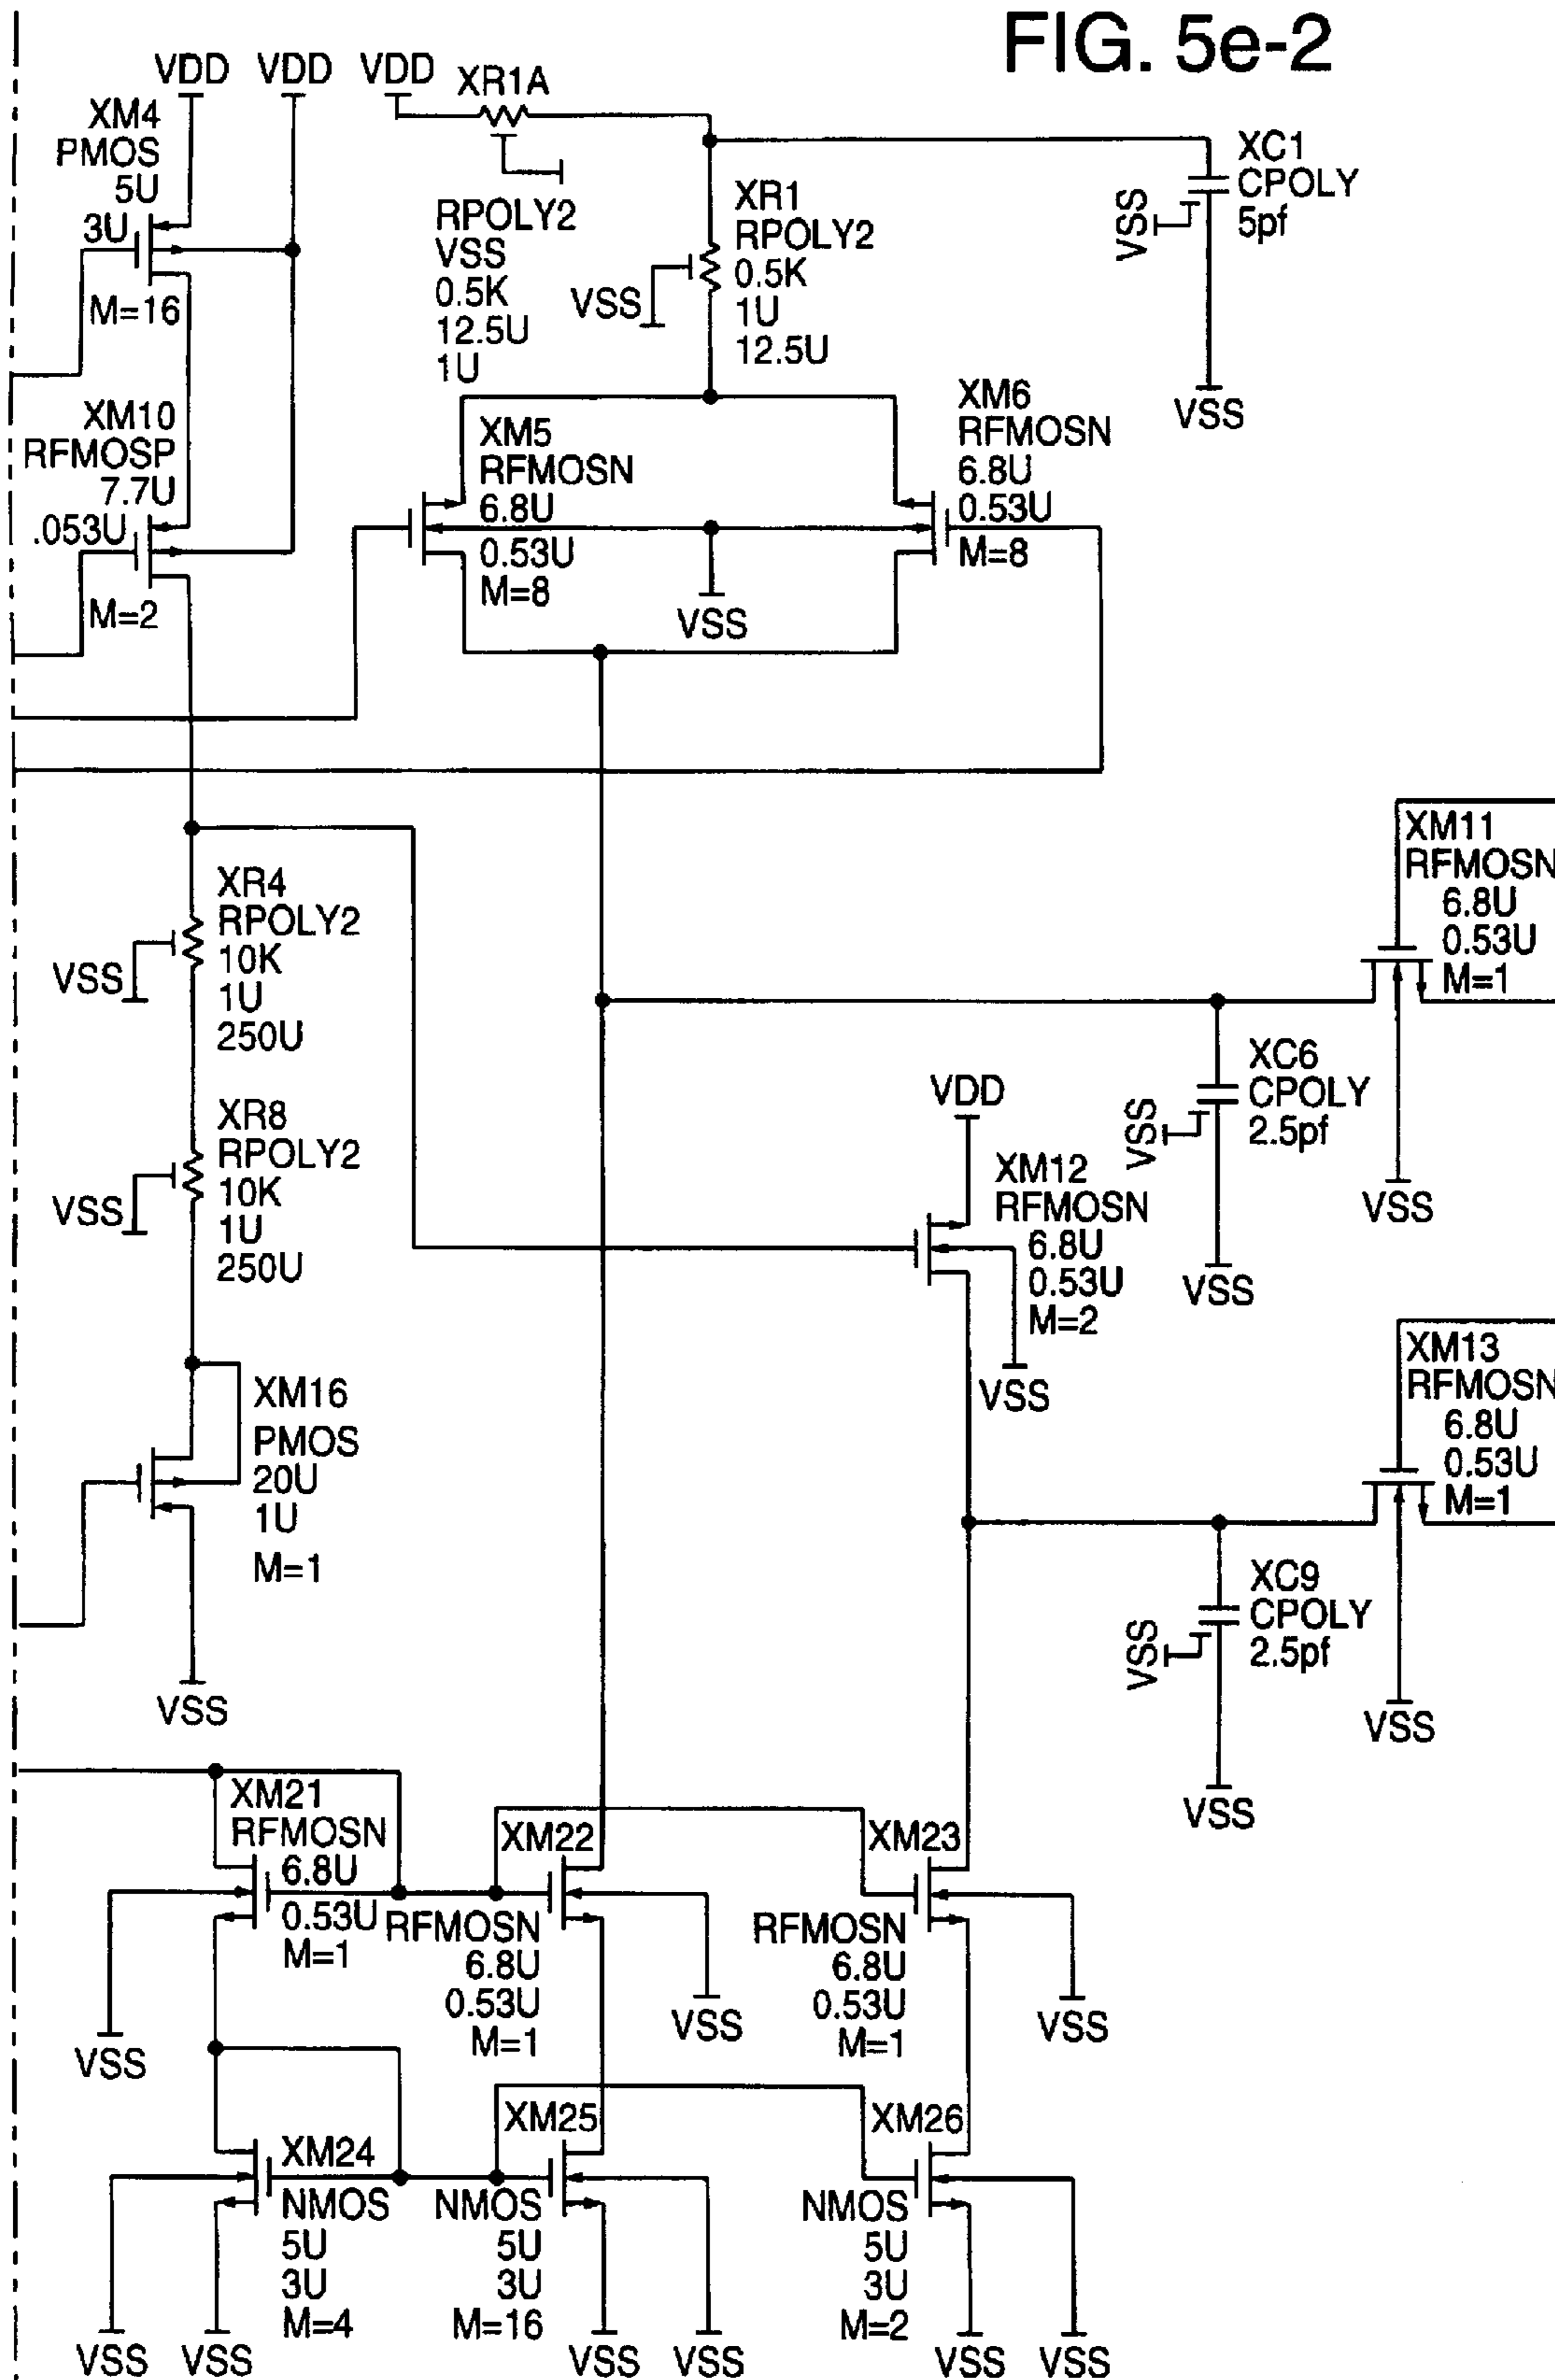 FIG. 5e-2
VDD VDD VDD
XR1A
XM4
PMOS
5U
3U
M=16
RPOLY2
VSS
0.5K
12.5U
1U
XR1
RPOLY2
0.5K
1U
12.5U
VSS
XC1
CPOLY
5pf
VSS
VSS
XM10
RFMOSP
7.7U
.053U
M=2
XM5
RFMOSN
6.8U
0.53U
M=8
VSS
XM6
RFMOSN
6.8U
0.53U
M=8
XR4
RPOLY2
10K
1U
250U
VSS
XR8
RPOLY2
10K
1U
250U
VSS
XM11
RFMOSN
6.8U
0.53U
M=1
VSS
XC6
CPOLY
2.5pf
VSS
VSS
VDD
XM12
RFMOSN
6.8U
0.53U
M=2
VSS
XM16
PMOS
20U
1U
M=1
VSS
XM13
RFMOSN
6.8U
0.53U
M=1
VSS
XC9
CPOLY
2.5pf
VSS
VSS
XM21
RFMOSN
6.8U
0.53U
M=1
VSS
XM22
RFMOSN
6.8U
0.53U
M=1
VSS
XM23
RFMOSN
6.8U
0.53U
M=1
VSS
XM24
NMOS
5U
3U
M=4
VSS VSS
XM25
NMOS
5U
3U
M=16
VSS VSS
XM26
NMOS
5U
3U
M=2
VSS VSS